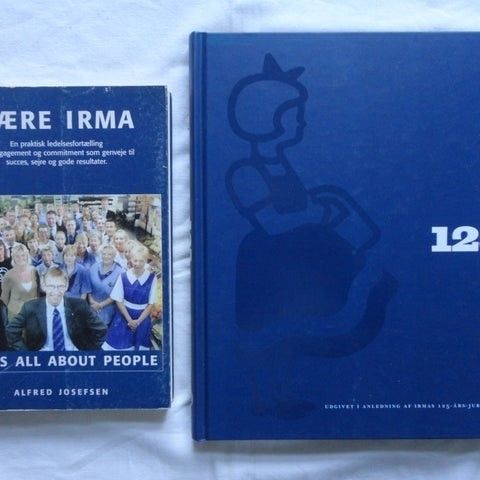 ÆRE IRMA
En praktisk ledelsesfortælling
gagement og commitment som genveje til
succes, sejre og gode resultater.
S ALL ABOUT PEOPLE
ALFRED JOSEFSEN
12
UDGIVET I ANLEDNING AF IRMAS 125-ÅRS-JUB